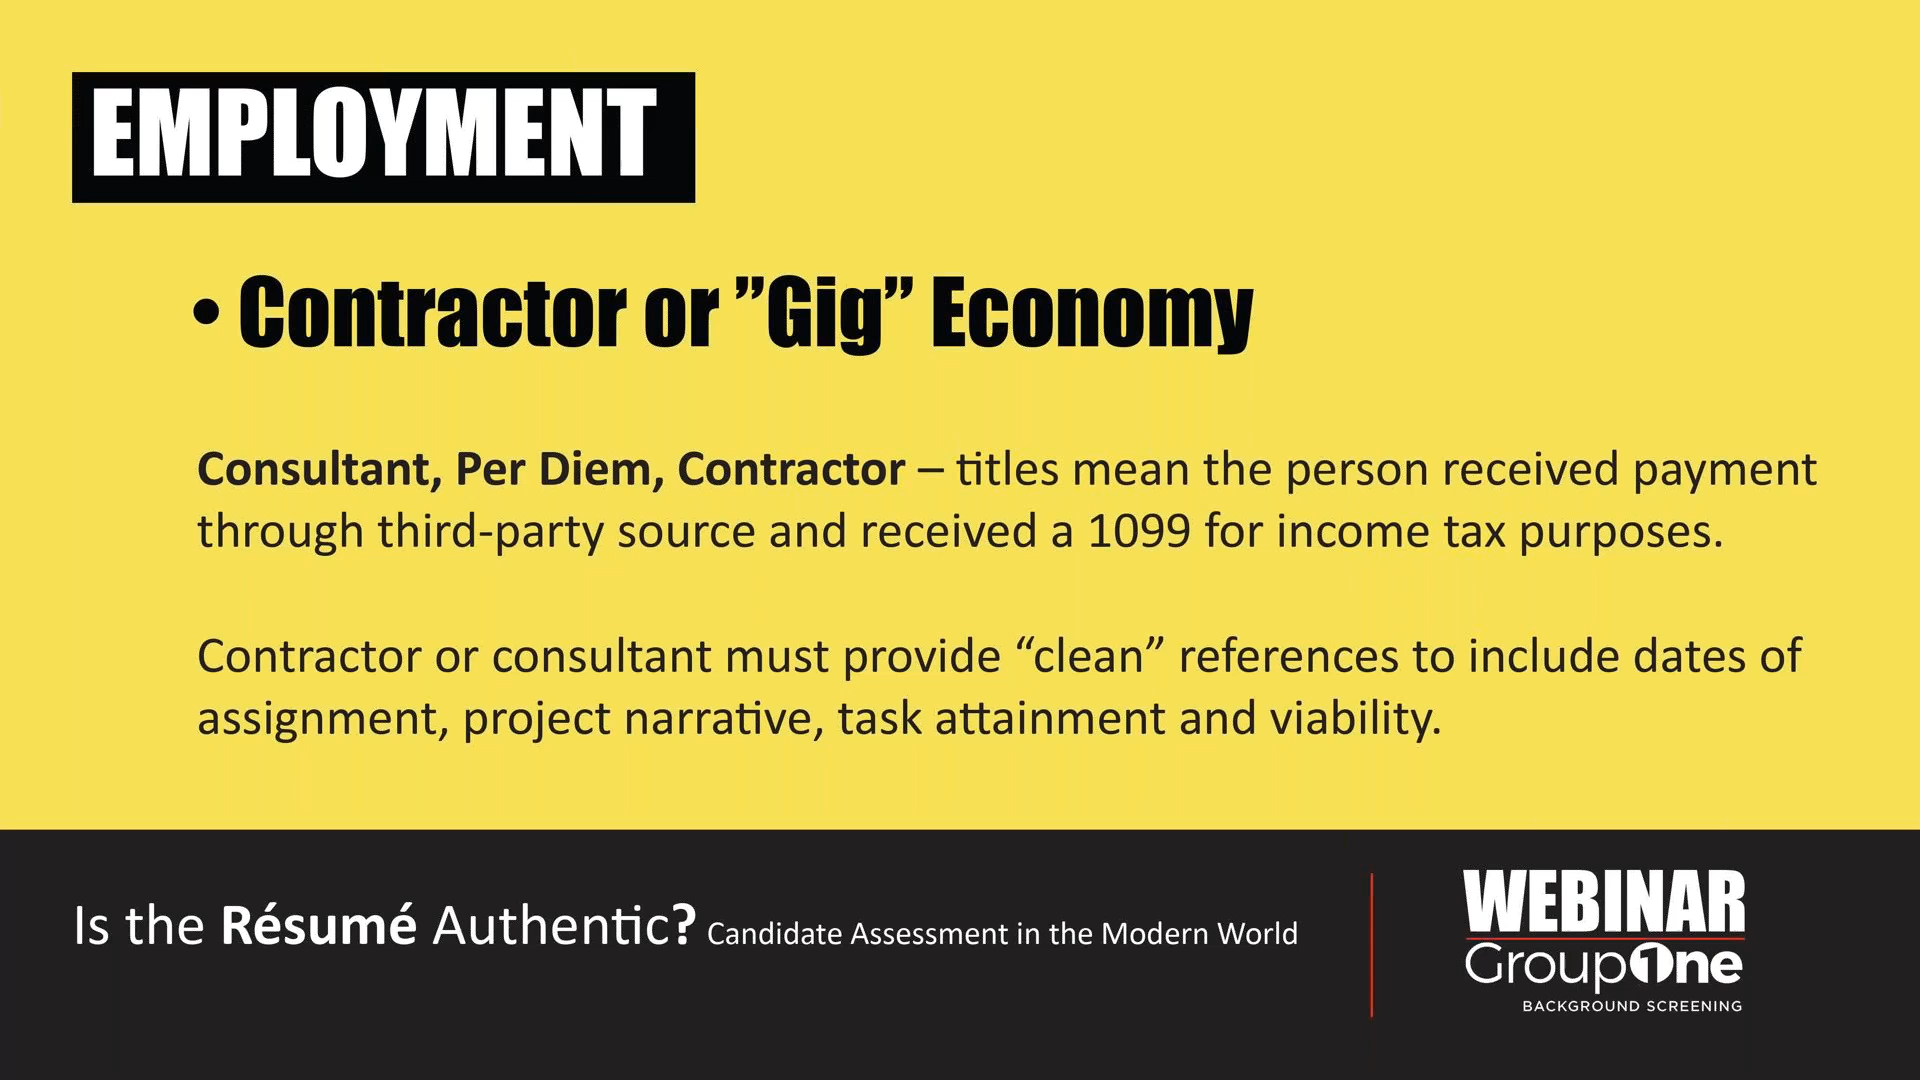 EMPLOYMENT
• Contractor or ”Gig” Economy
Consultant, Per Diem, Contractor – titles mean the person received payment
through third-party source and received a 1099 for income tax purposes.
Contractor or consultant must provide “clean” references to include dates of
assignment, project narrative, task attainment and viability.
Is the Résumé Authentic? Candidate Assessment in the Modern World
WEBINAR
GroupOne
BACKGROUND SCREENING